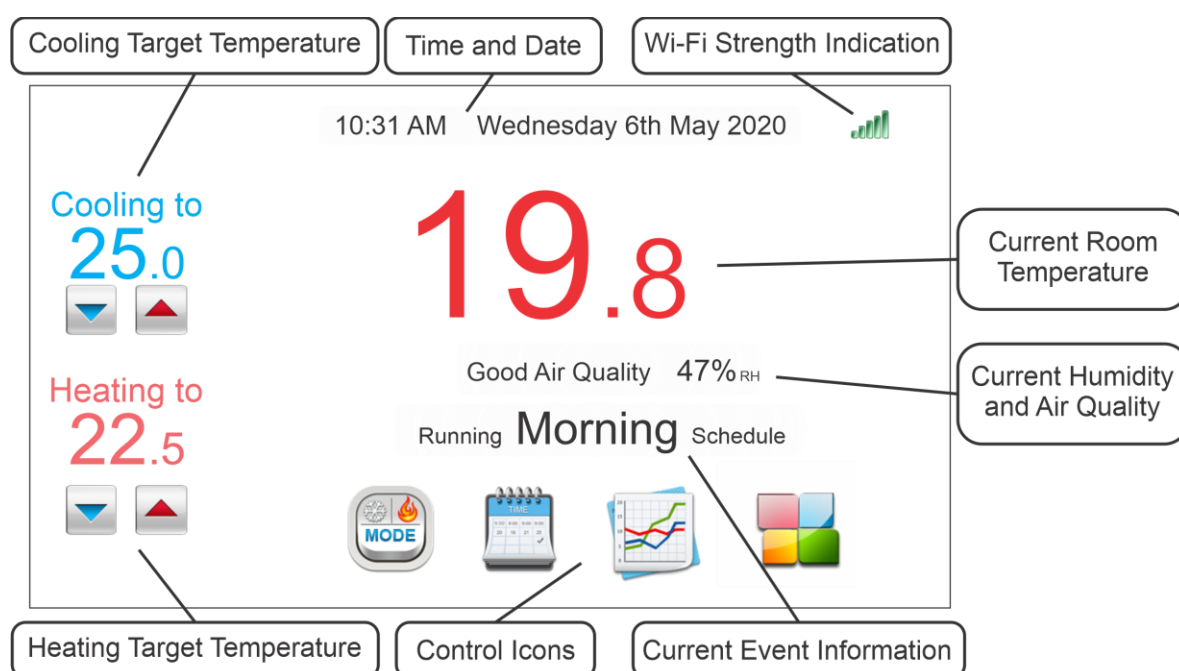 Cooling Target Temperature
Time and Date
Wi-Fi Strength Indication
10:31 AM Wednesday 6th May 2020
Cooling to
25.0
19.8
Current Room
Temperature
Good Air Quality 47% RH
Current Humidity
and Air Quality
Heating to
22.5
Running Morning Schedule
MODE
TIME
Heating Target Temperature
Control Icons
Current Event Information